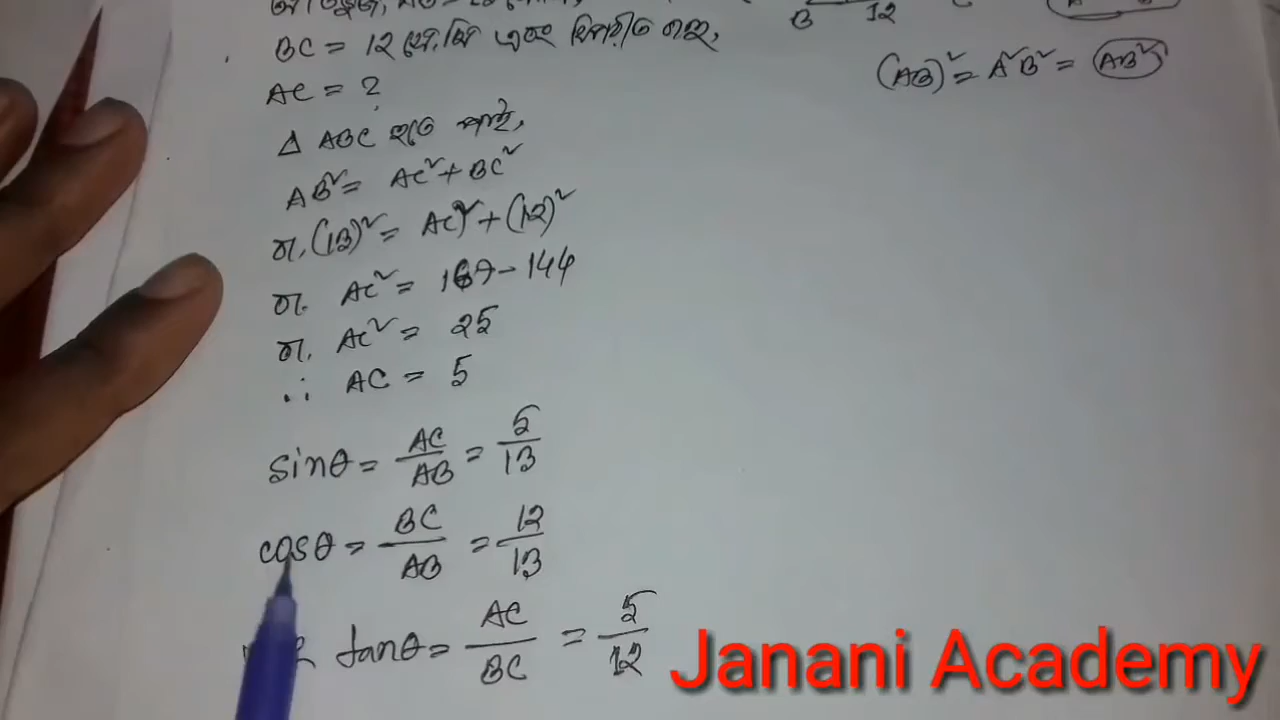 BC = 12 সে.মি এবং বিপরীত বাহু,
B 12 C
(AB)² = A²B² = AB²
AC = ?
Δ ABC হতে পাই,
AB² = AC² + BC²
বা, (13)² = AC² + (12)²
বা, AC² = 169 - 144
বা, AC² = 25
∴ AC = 5
sinθ = AC/AB = 5/13
cosθ = BC/AB = 12/13
tanθ = AC/BC = 5/12
Janani Academy